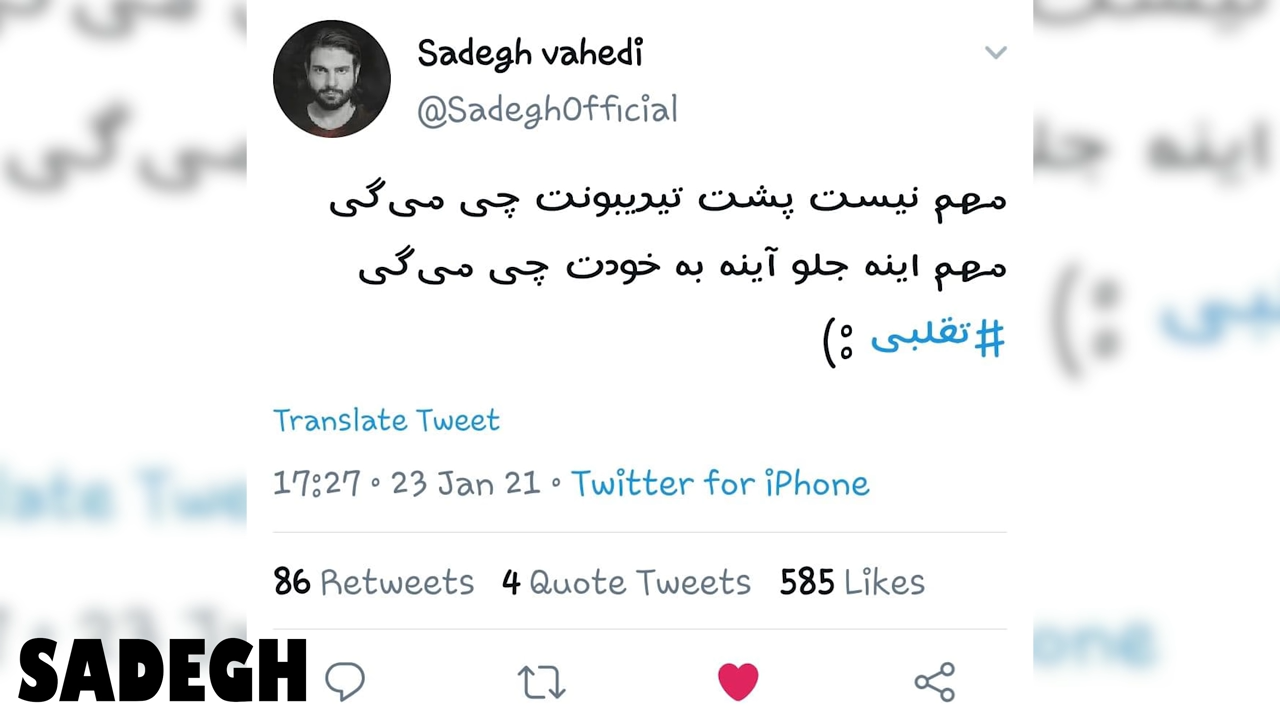 Sadegh vahedi
@SadeghOfficial
مهم نیست پشت تیریبونت چی می‌گی
مهم اینه جلو آینه به خودت چی می‌گی
#تقلبی :)
Translate Tweet
17:27 • 23 Jan 21 • Twitter for iPhone
86 Retweets 4 Quote Tweets 585 Likes
SADEGH